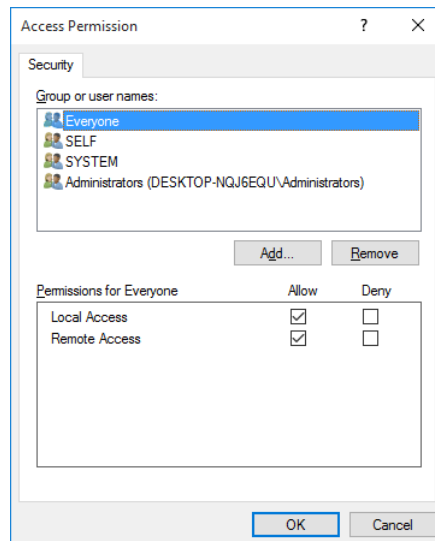 Access Permission
Security
Group or user names:
Everyone
SELF
SYSTEM
Administrators (DESKTOP-NQJ6EQU\Administrators)
Add... Remove
Permissions for Everyone Allow Deny
Local Access
Remote Access
OK Cancel